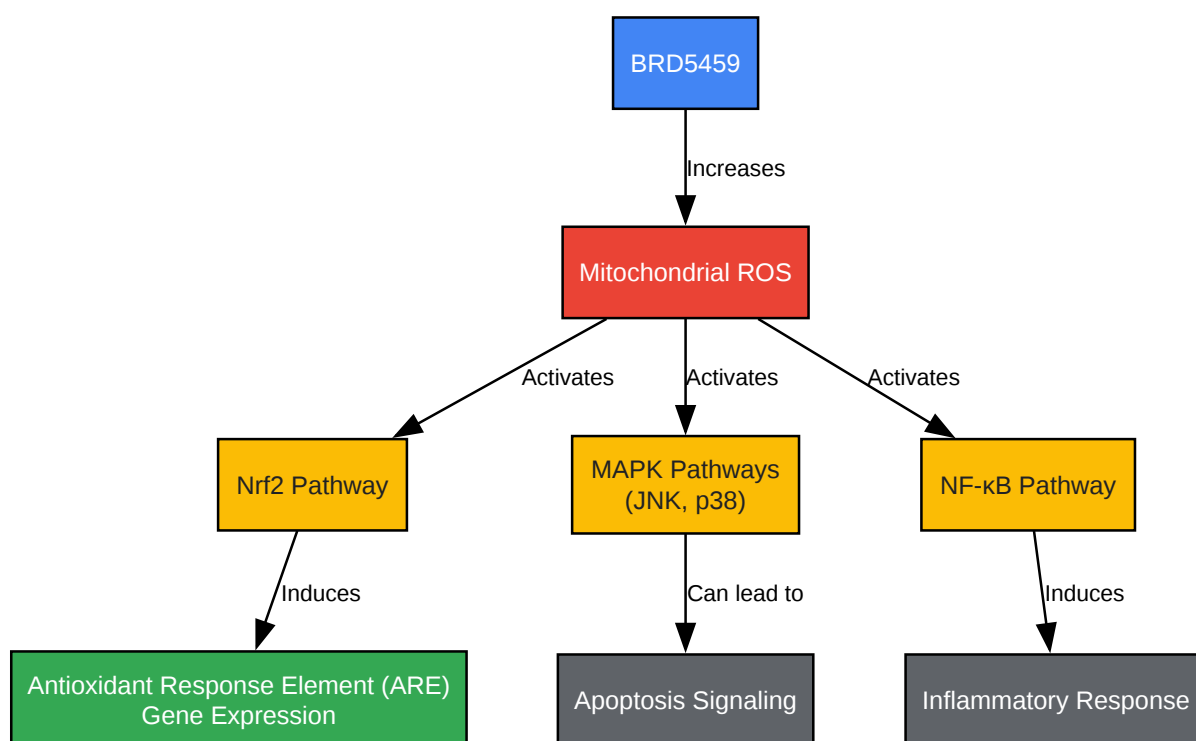 BRD5459
Increases
Mitochondrial ROS
Activates
Activates
Activates
Nrf2 Pathway
MAPK Pathways
(JNK, p38)
NF-κB Pathway
Induces
Can lead to
Induces
Antioxidant Response Element (ARE)
Gene Expression
Apoptosis Signaling
Inflammatory Response